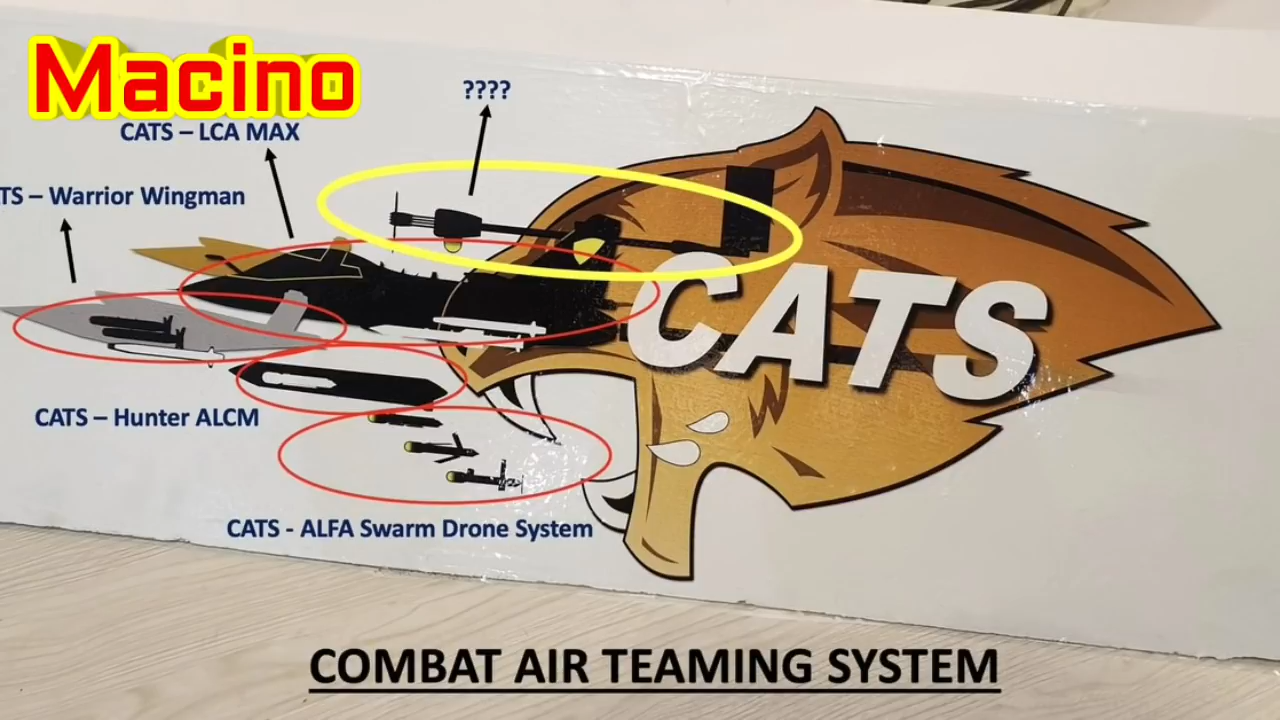 Macino
????
CATS – LCA MAX
TS – Warrior Wingman
CATS
CATS – Hunter ALCM
CATS - ALFA Swarm Drone System
COMBAT AIR TEAMING SYSTEM